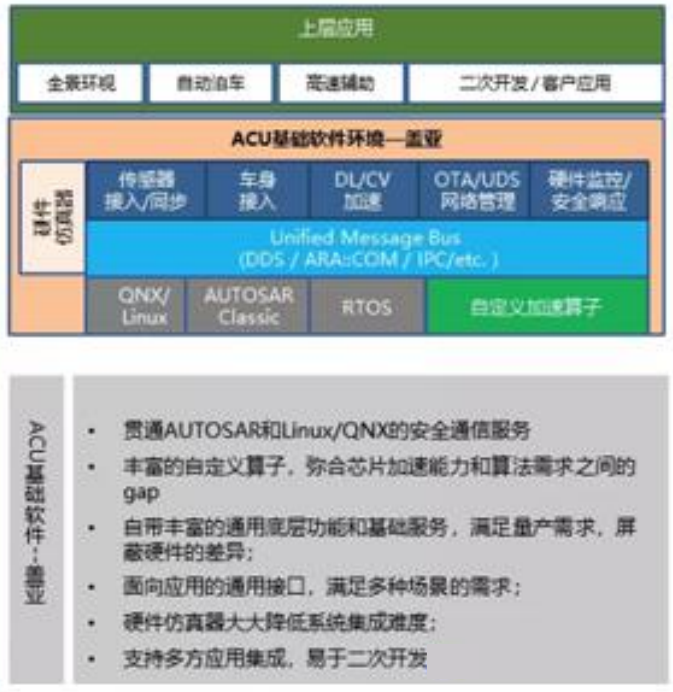 上层应用
全景环视 自动泊车 高速辅助 二次开发/客户应用
ACU基础软件环境—盖亚
硬件
仿真器
传感器
接入/同步
车身
接入
DL/CV
加速
OTA/UDS
网络管理
硬件监控/
安全响应
Unified Message Bus
(DDS / ARA::COM / IPC/etc. )
QNX/
Linux
AUTOSAR
Classic
RTOS
自定义加速算子
ACU基础软件--盖亚
• 贯通AUTOSAR和Linux/QNX的安全通信服务
• 丰富的自定义算子，弥合芯片加速能力和算法需求之间的
gap
• 自带丰富的通用底层功能和基础服务，满足量产需求，屏
蔽硬件的差异；
• 面向应用的通用接口，满足多种场景的需求；
• 硬件仿真器大大降低系统集成难度；
• 支持多方应用集成，易于二次开发